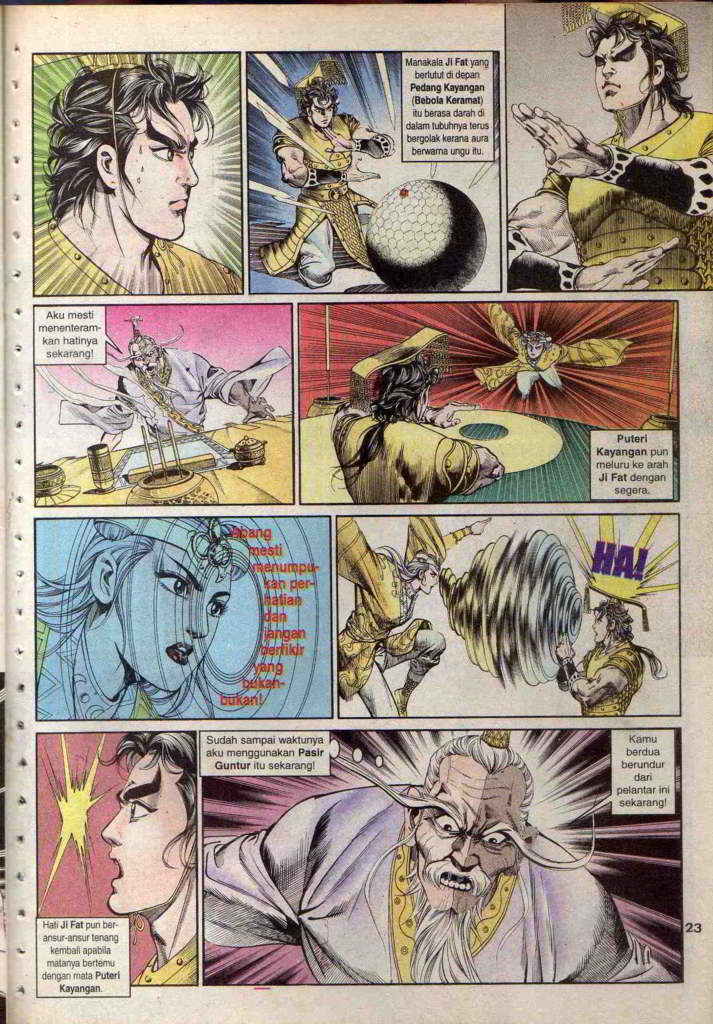 Manakala Ji Fat yang
berlutut di depan
Pedang Kayangan
(Bebola Keramat)
itu berasa darah di
dalam tubuhnya terus
bergolak kerana aura
berwarna ungu itu.
Aku mesti
menenteram-
kan hatinya
sekarang!
Puteri
Kayangan pun
meluru ke arah
Ji Fat dengan
segera.
Abang
mesti
menumpu-
kan per-
hatian
dan
jangan
berfikir
yang
bukan-
bukan!
HA!
Hati Ji Fat pun ber-
ansur-ansur tenang
kembali apabila
matanya bertemu
dengan mata Puteri
Kayangan.
Sudah sampai waktunya
aku menggunakan Pasir
Guntur itu sekarang!
Kamu
berdua
berundur
dari
pelantar ini
sekarang!
23